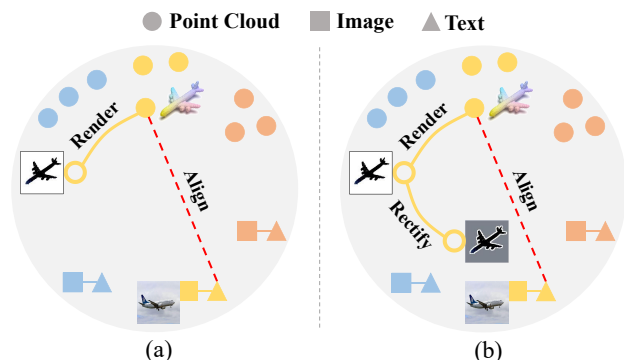 Point Cloud Image Text
Render
Align
(a)
Render
Rectify
Align
(b)